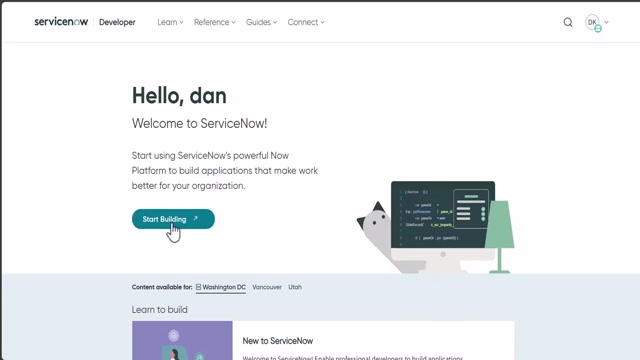 servicenow Developer Learn Reference Guides Connect DK
Hello, dan
Welcome to ServiceNow!
Start using ServiceNow's powerful Now
Platform to build applications that make work
better for your organization.
Start Building
Content available for: Washington DC Vancouver Utah
Learn to build
New to ServiceNow
Welcome to ServiceNow! Enable professional developers to build applications